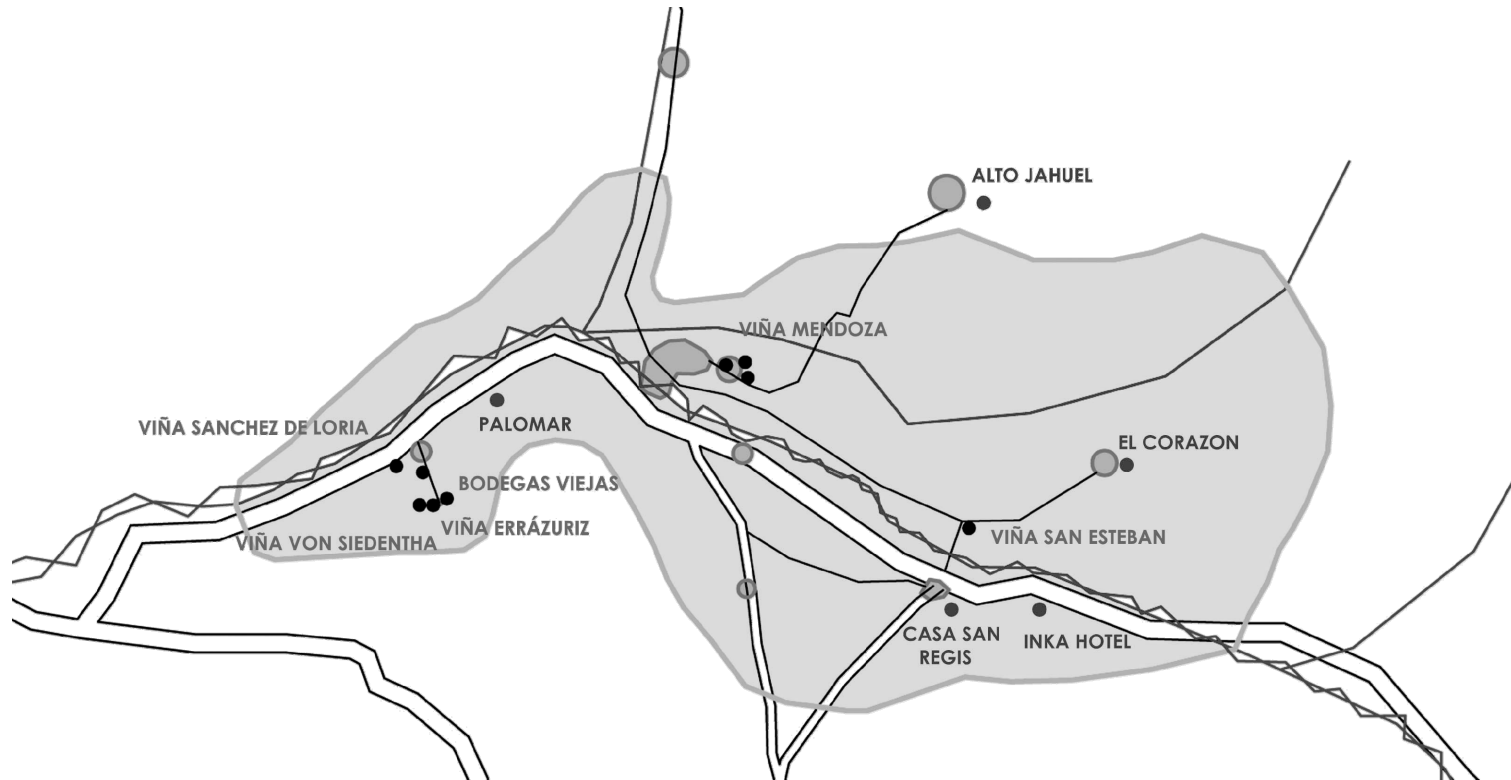 ALTO JAHUEL
VIÑA MENDOZA
VIÑA SANCHEZ DE LORIA
PALOMAR
EL CORAZON
BODEGAS VIEJAS
VIÑA ERRÁZURIZ
VIÑA VON SIEDENTHA
VIÑA SAN ESTEBAN
CASA SAN
REGIS
INKA HOTEL